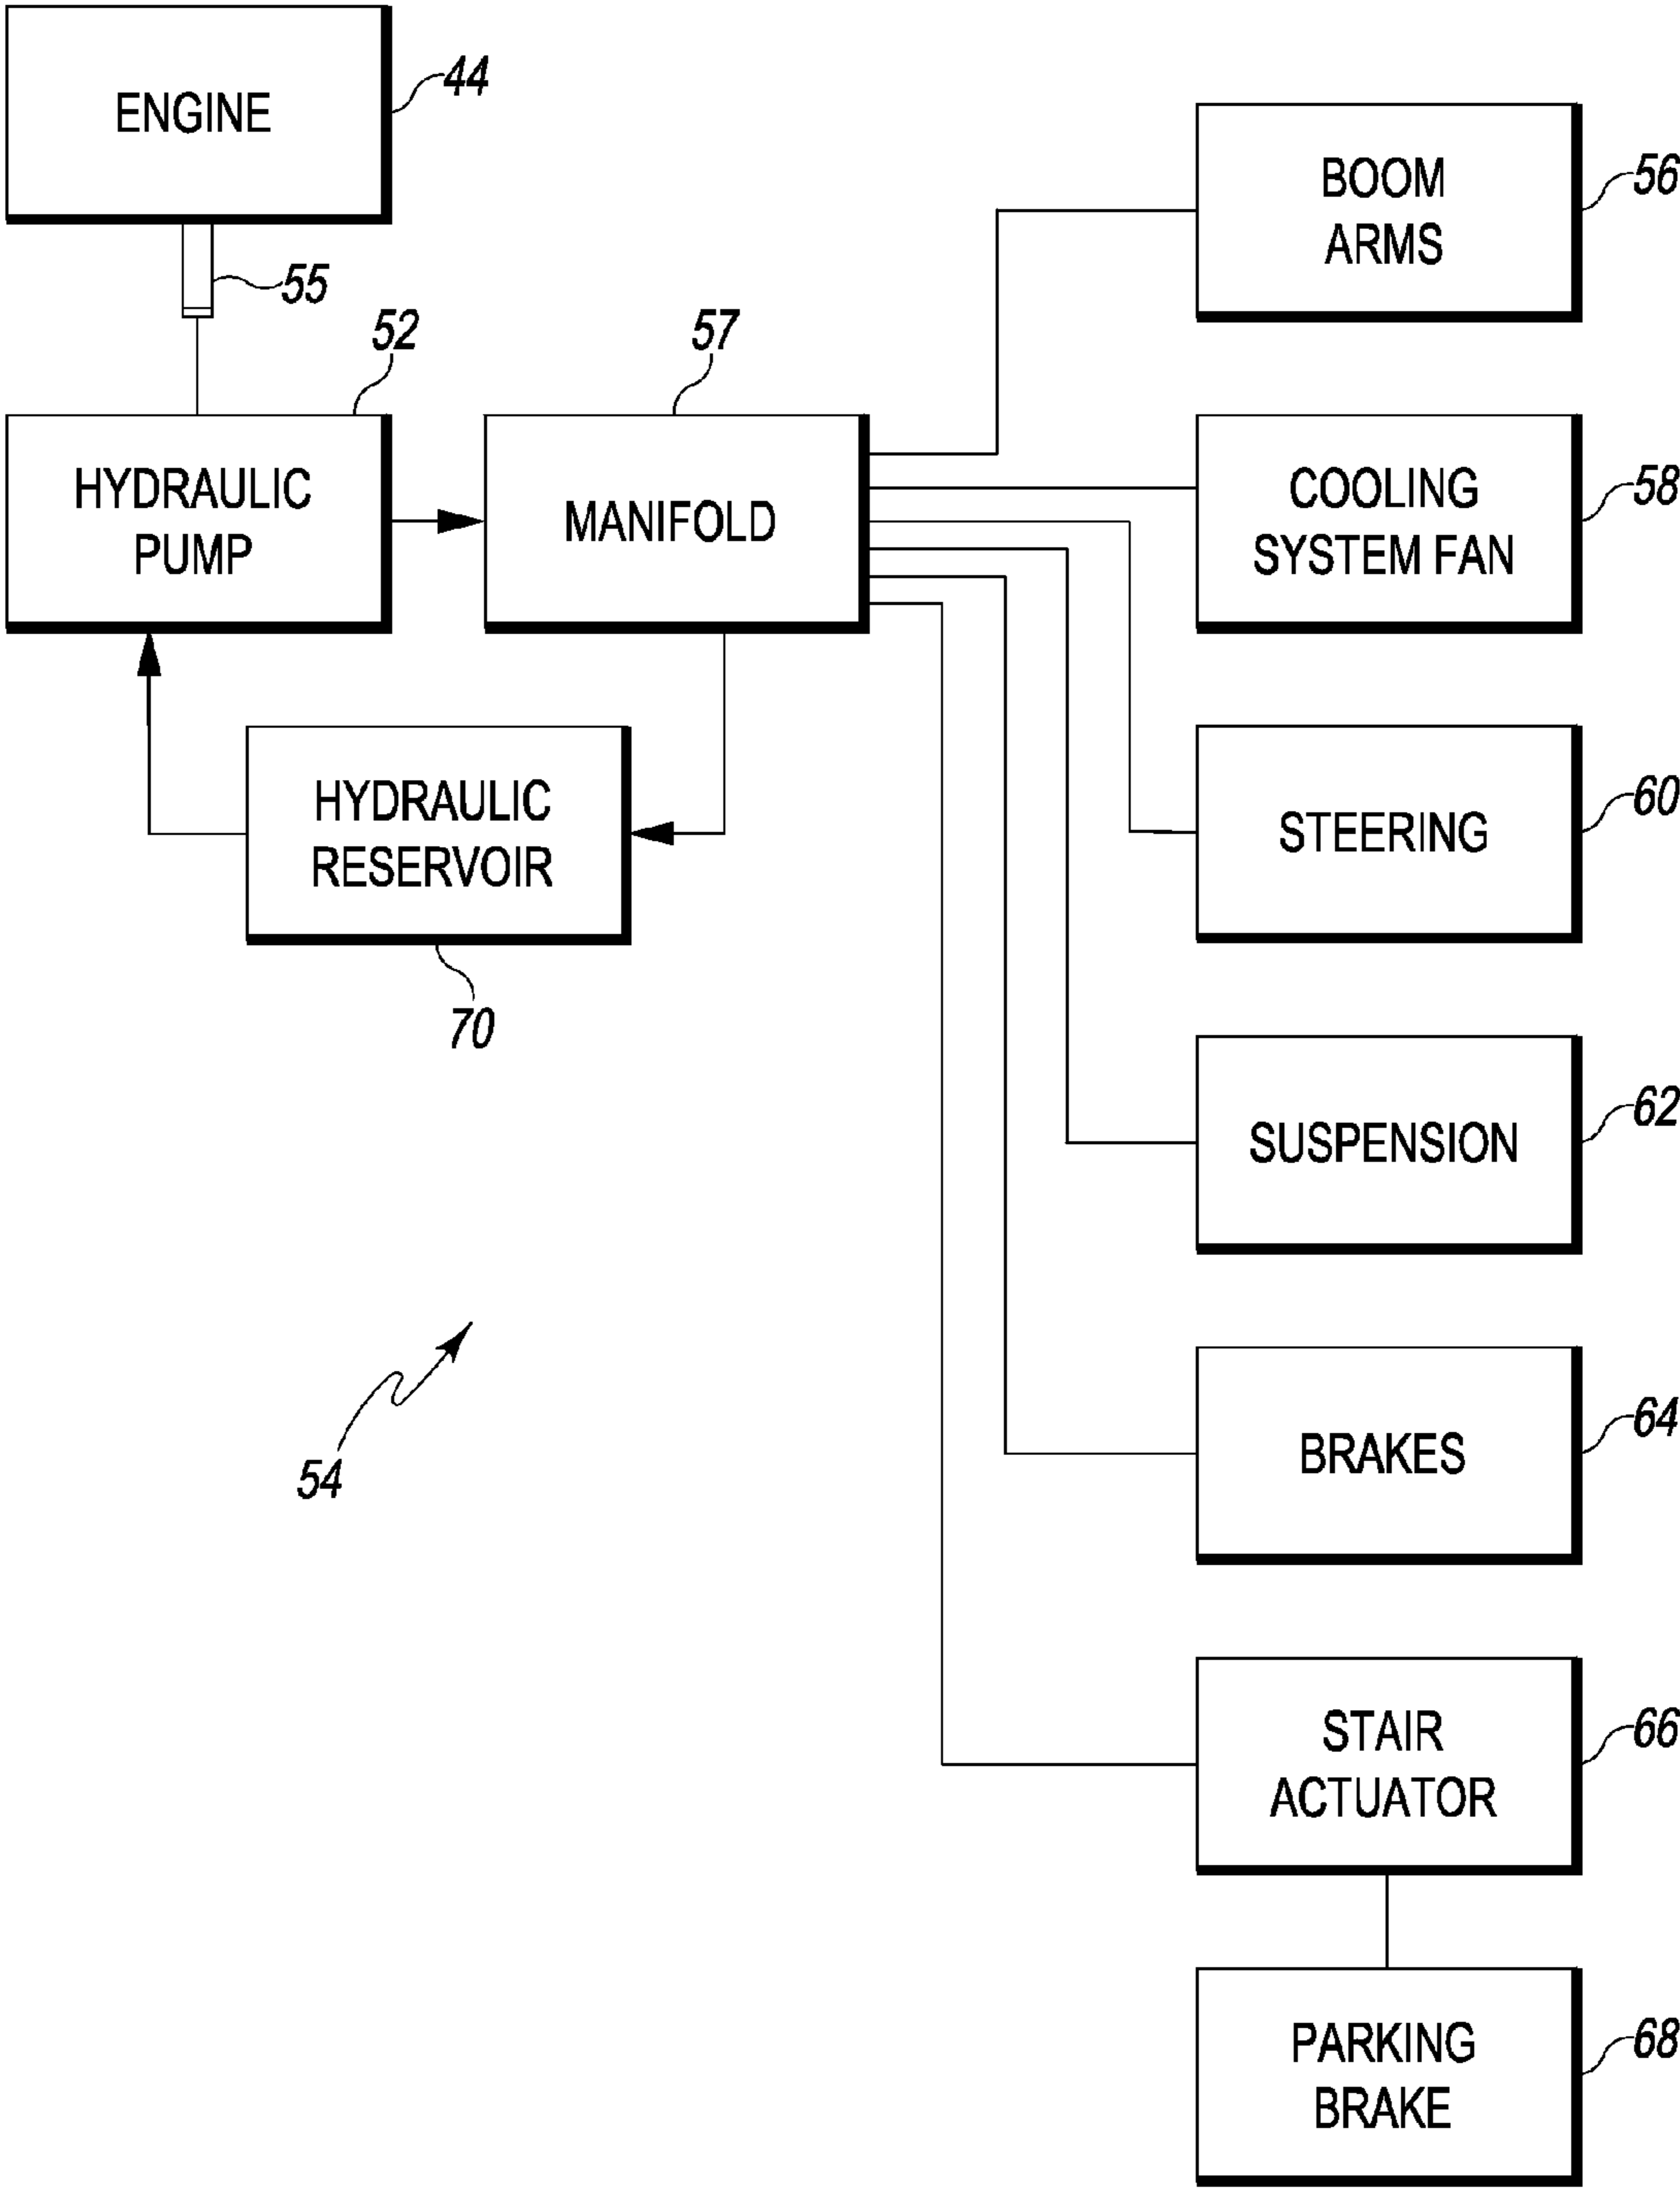 ENGINE
44
55
52
HYDRAULIC
PUMP
57
MANIFOLD
HYDRAULIC
RESERVOIR
70
54
BOOM
ARMS
56
COOLING
SYSTEM FAN
58
STEERING
60
SUSPENSION
62
BRAKES
64
STAIR
ACTUATOR
66
PARKING
BRAKE
68